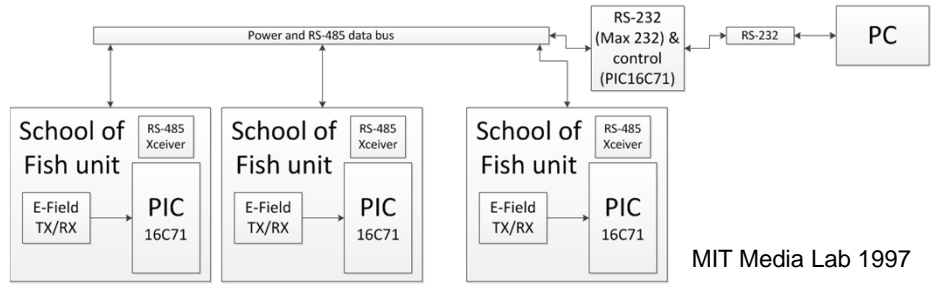 Power and RS-485 data bus
RS-232
(Max 232) &
control
(PIC16C71)
RS-232
PC
School of
Fish unit
RS-485
Xceiver
E-Field
TX/RX
PIC
16C71
School of
Fish unit
RS-485
Xceiver
E-Field
TX/RX
PIC
16C71
School of
Fish unit
RS-485
Xceiver
E-Field
TX/RX
PIC
16C71
MIT Media Lab 1997